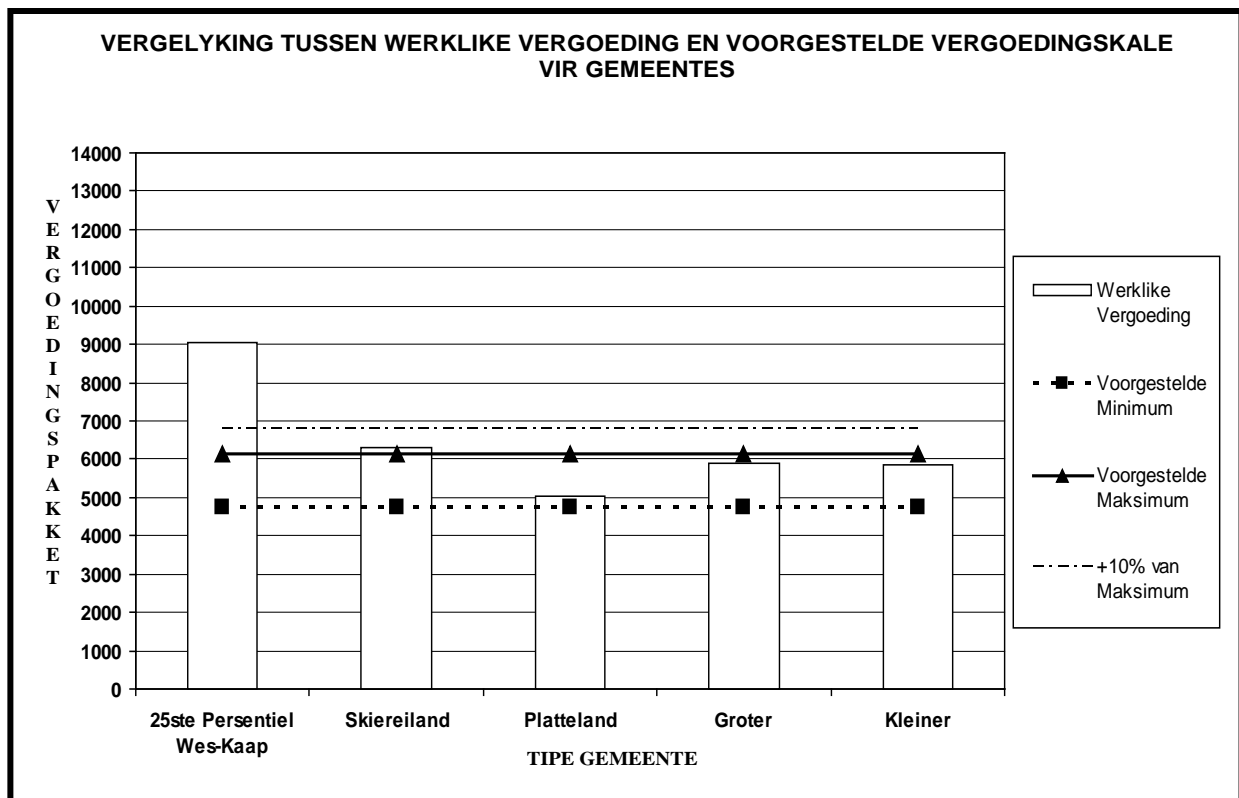 VERGELYKING TUSSEN WERKLIKE VERGOEDING EN VOORGESTELDE VERGOEDINGSKALE
VIR GEMEENTES
VERGOEDINGSPAKKET
14000
13000
12000
11000
10000
9000
8000
7000
6000
5000
4000
3000
2000
1000
0
25ste Persentiel
Wes-Kaap
Skiereiland
Platteland
Groter
Kleiner
TIPE GEMEENTE
Werklike
Vergoeding
Voorgestelde
Minimum
Voorgestelde
Maksimum
+10% van
Maksimum